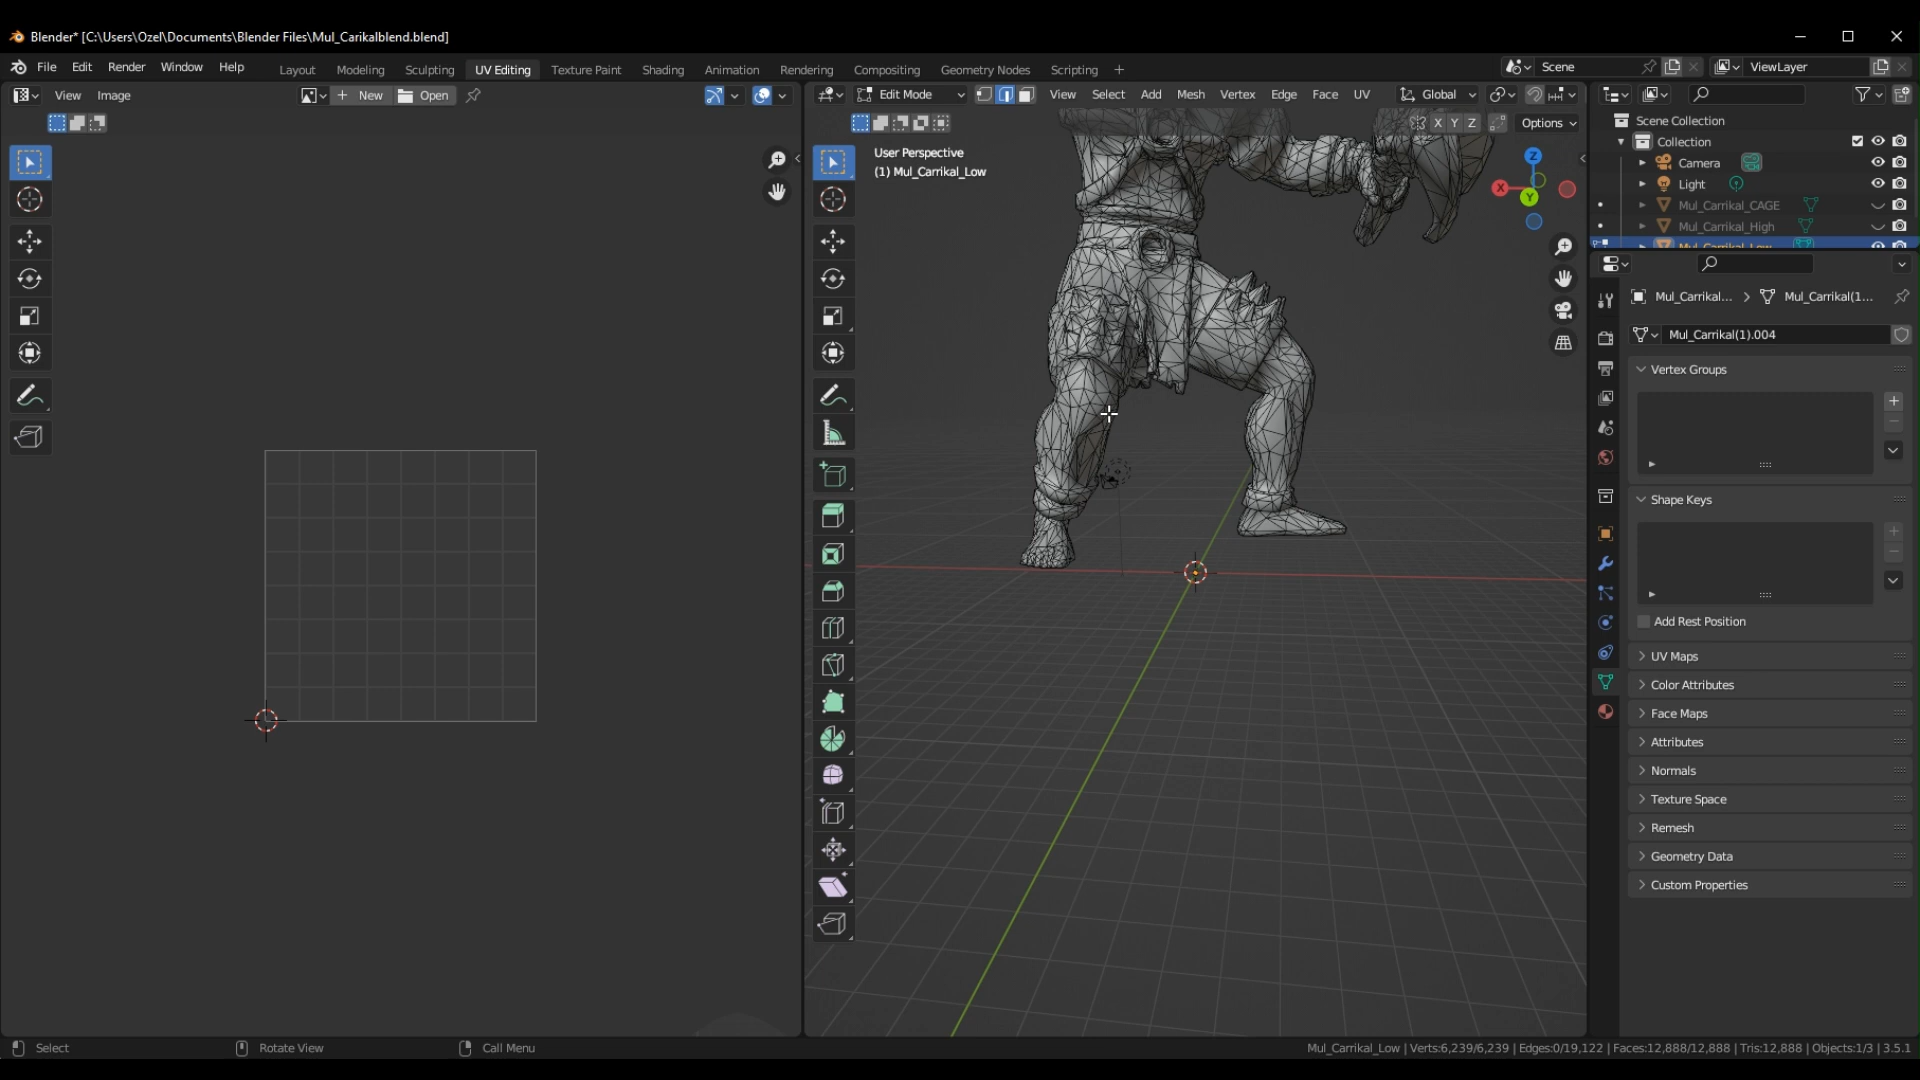 Blender* [C:\Users\Ozel\Documents\Blender Files\Mul_Carikalblend.blend]
File Edit Render Window Help Layout Modeling Sculpting UV Editing Texture Paint Shading Animation Rendering Compositing Geometry Nodes Scripting + Scene ViewLayer
View Image New Open Edit Mode View Select Add Mesh Vertex Edge Face UV Global
X Y Z Options
Scene Collection
Collection
Camera
Light
Mul_Carrikal_CAGE
Mul_Carrikal_High
Mul_Carrikal_Low
User Perspective
(1) Mul_Carrikal_Low
Z
X
Y
Mul_Carrikal... Mul_Carrikal(1...
Mul_Carrikal(1).004
Vertex Groups
Shape Keys
Add Rest Position
UV Maps
Color Attributes
Face Maps
Attributes
Normals
Texture Space
Remesh
Geometry Data
Custom Properties
Select Rotate View Call Menu Mul_Carrikal_Low | Verts:6,239/6,239 | Edges:0/19,122 | Faces:12,888/12,888 | Tris:12,888 | Objects:1/3 | 3.5.1